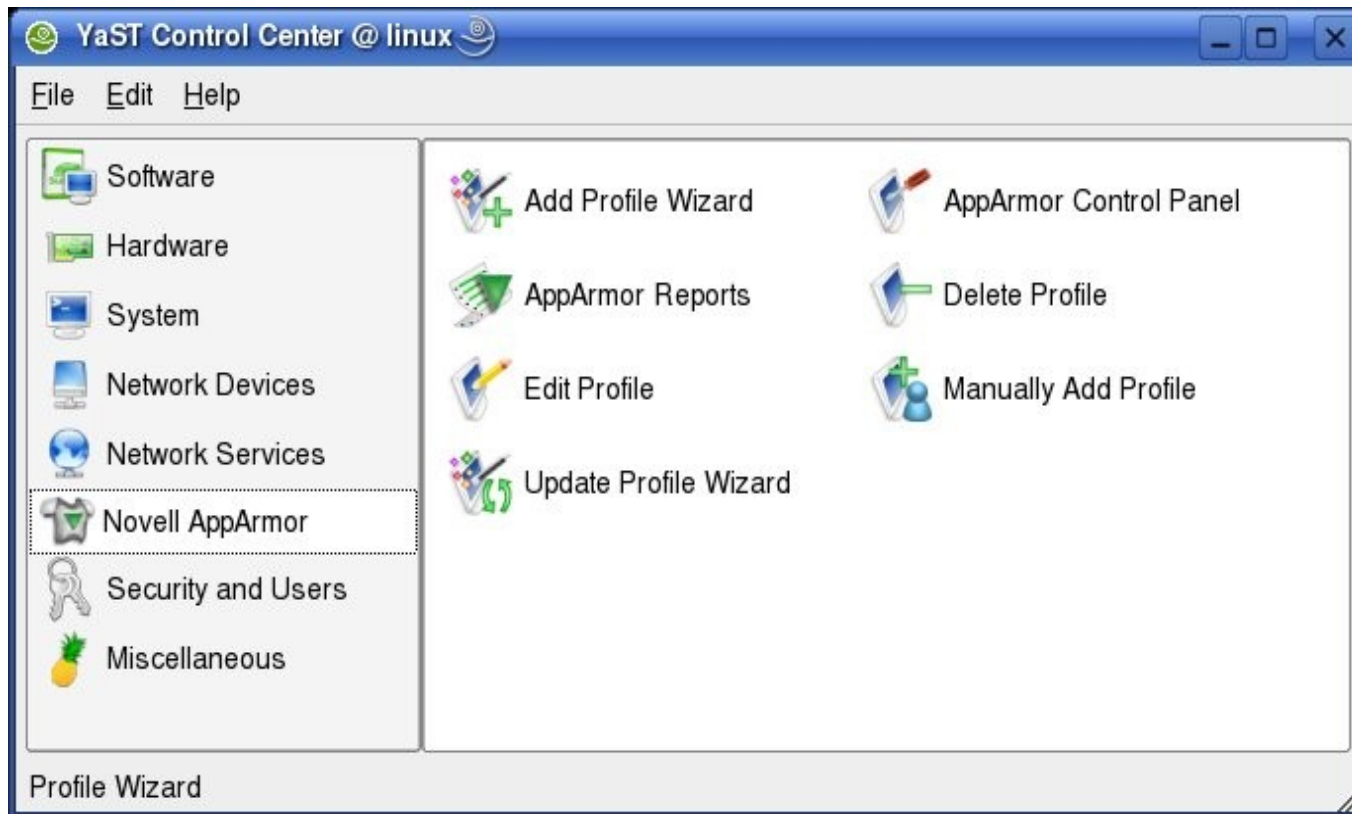 YaST Control Center @ linux
File Edit Help
Software
Hardware
System
Network Devices
Network Services
Novell AppArmor
Security and Users
Miscellaneous
Add Profile Wizard
AppArmor Control Panel
AppArmor Reports
Delete Profile
Edit Profile
Manually Add Profile
Update Profile Wizard
Profile Wizard